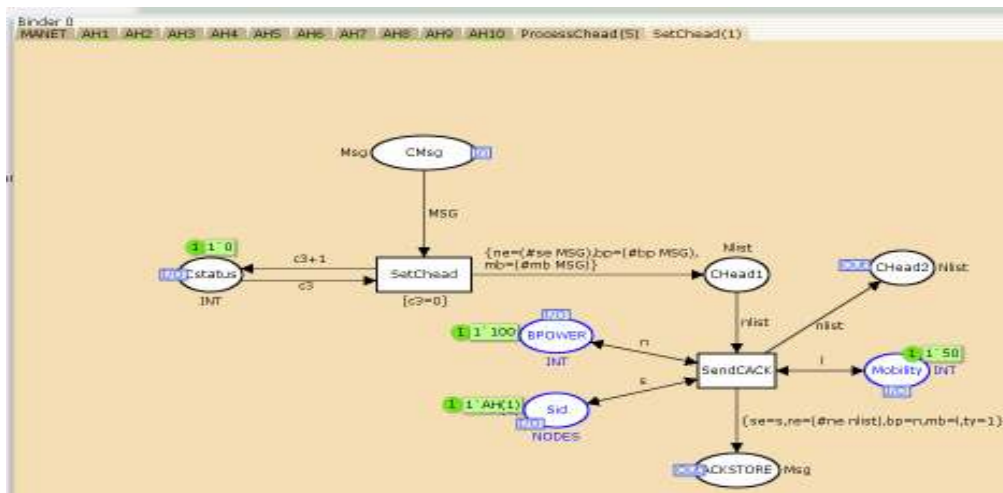 Binder 0
MANET AH1 AH2 AH3 AH4 AH5 AH6 AH7 AH8 AH9 AH10 ProcessChead(5) SetChead(1)
Msg CMsg
MSG
1 1`0
Cstatus
INT
c3+1
c3
SetChead
[c3=0]
{ne=(#se MSG),bp=(#bp MSG),
mb=(#mb MSG)}
Nlist
CHead1
CHead2 Nlist
nlist
nlist
1 1`100 BPOWER
INT
n
SendCACK
i
1 1`50
Mobility INT
s
1 1`AH(1) Sid
NODES
{se=s,re=(#ne nlist),bp=n,mb=i,ty=1}
ACKSTORE Msg